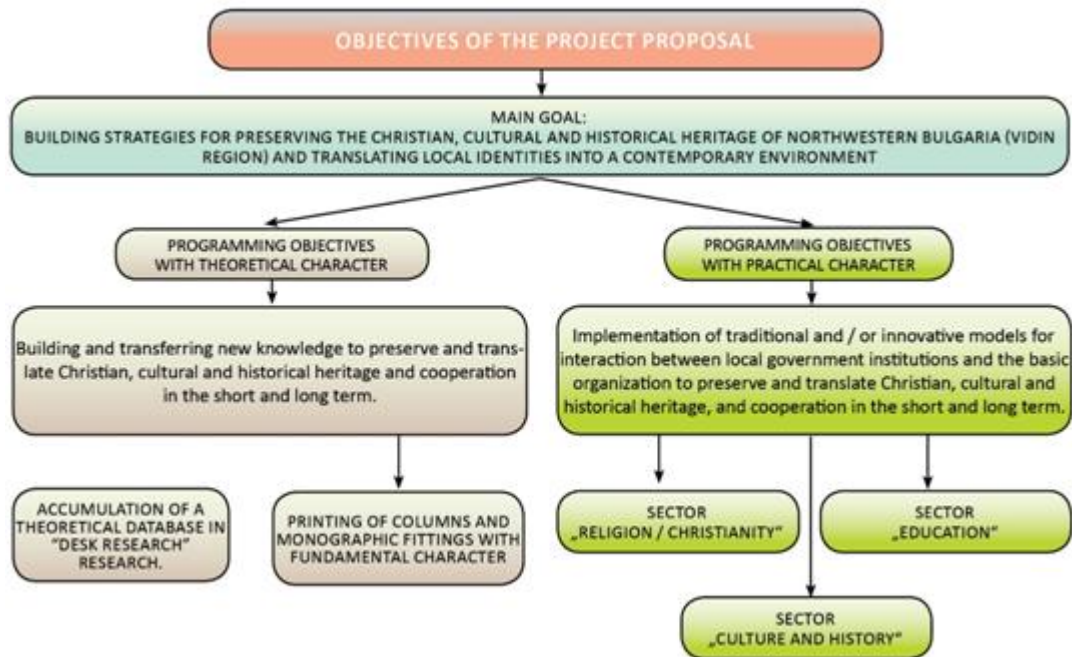 OBJECTIVES OF THE PROJECT PROPOSAL
MAIN GOAL:
BUILDING STRATEGIES FOR PRESERVING THE CHRISTIAN, CULTURAL AND HISTORICAL HERITAGE OF NORTHWESTERN BULGARIA (VIDIN
REGION) AND TRANSLATING LOCAL IDENTITIES INTO A CONTEMPORARY ENVIRONMENT
PROGRAMMING OBJECTIVES
WITH THEORETICAL CHARACTER
Building and transferring new knowledge to preserve and trans-
late Christian, cultural and historical heritage and cooperation
in the short and long term.
ACCUMULATION OF A
THEORETICAL DATABASE IN
"DESK RESEARCH"
RESEARCH.
PRINTING OF COLUMNS AND
MONOGRAPHIC FITTINGS WITH
FUNDAMENTAL CHARACTER
PROGRAMMING OBJECTIVES
WITH PRACTICAL CHARACTER
Implementation of traditional and / or innovative models for
interaction between local government institutions and the basic
organization to preserve and translate Christian, cultural and
historical heritage, and cooperation in the short and long term.
SECTOR
„RELIGION / CHRISTIANITY“
SECTOR
„EDUCATION“
SECTOR
„CULTURE AND HISTORY“